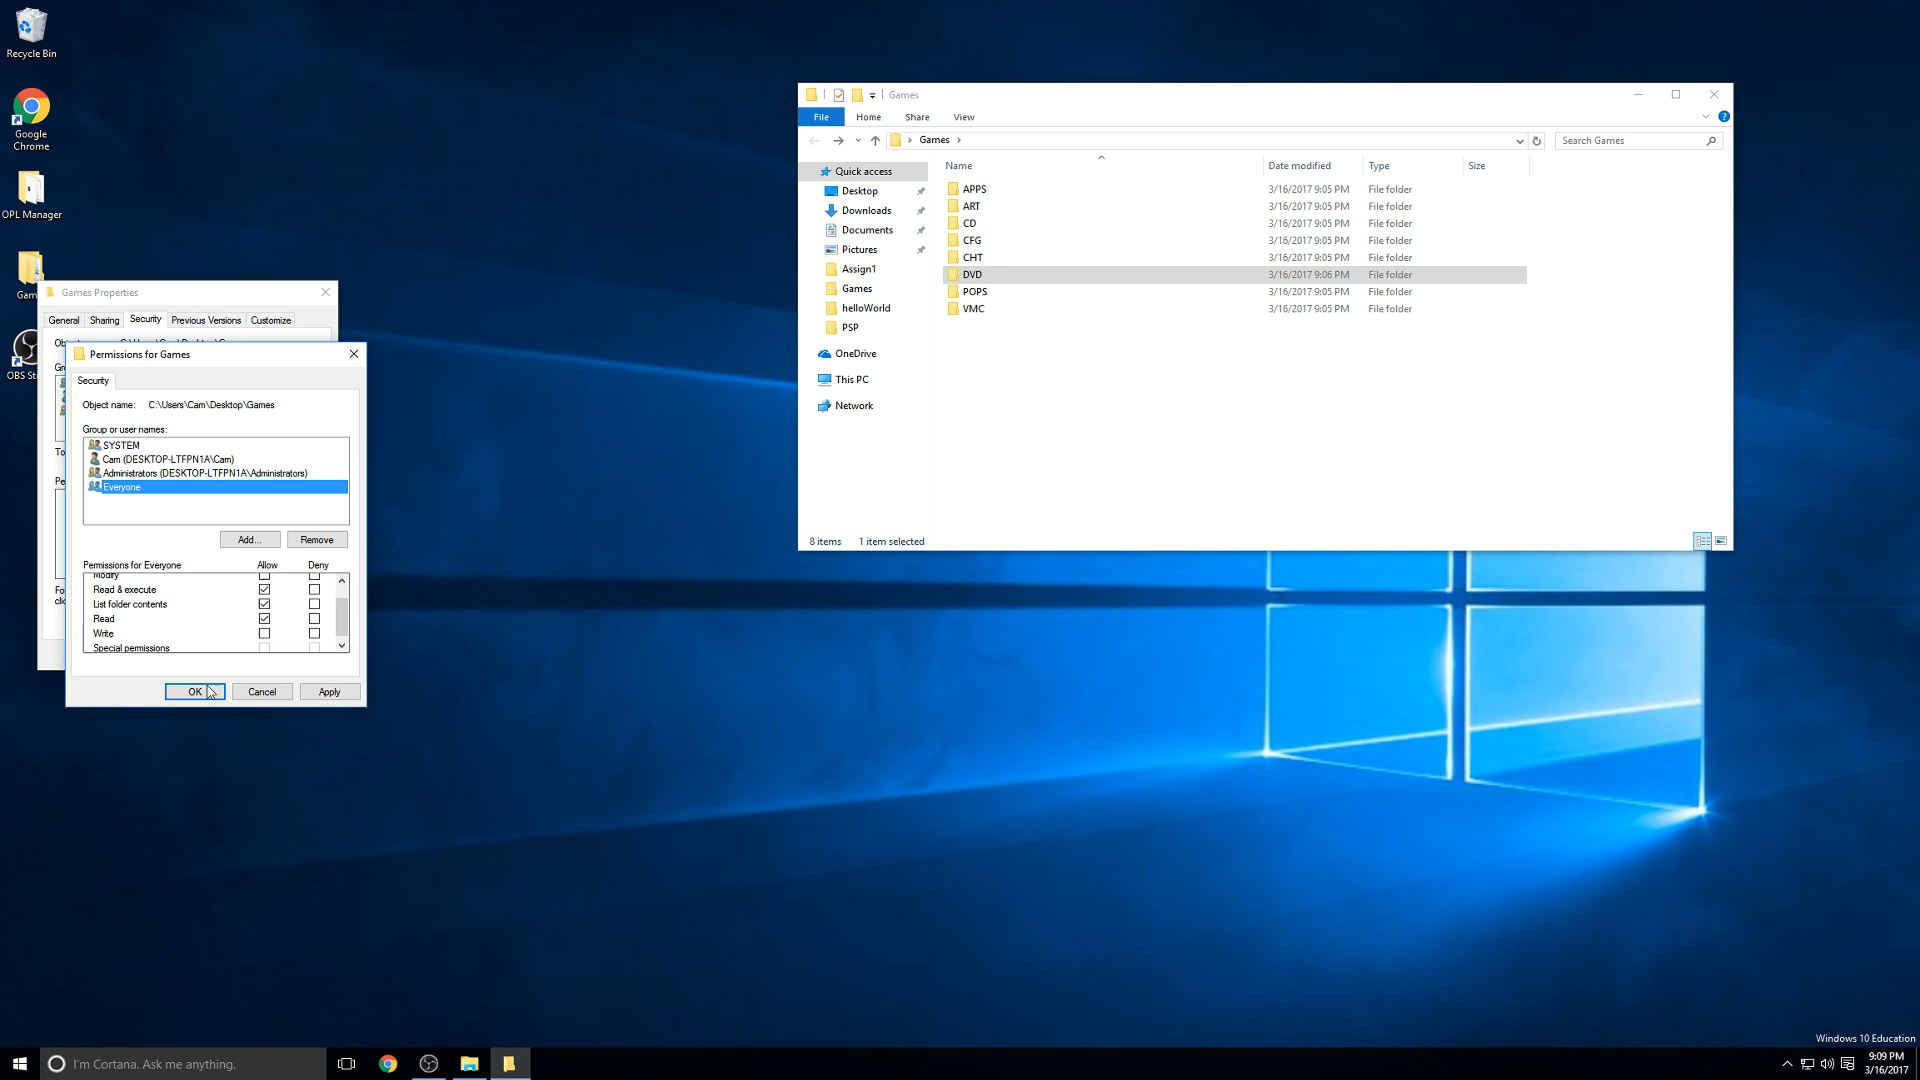 Recycle Bin
Google
Chrome
OPL Manager
Gam
OBS St
Games Properties
General Sharing Security Previous Versions Customize
Permissions for Games
Security
Object name: C:\Users\Cam\Desktop\Games
Group or user names:
SYSTEM
Cam (DESKTOP-LTFPN1A\Cam)
Administrators (DESKTOP-LTFPN1A\Administrators)
Everyone
Add... Remove
Permissions for Everyone Allow Deny
Modify
Read & execute
List folder contents
Read
Write
Special permissions
OK Cancel Apply
Games
File Home Share View
Games
Search Games
Name Date modified Type Size
Quick access
Desktop
Downloads
Documents
Pictures
Assign1
Games
helloWorld
PSP
OneDrive
This PC
Network
APPS 3/16/2017 9:05 PM File folder
ART 3/16/2017 9:05 PM File folder
CD 3/16/2017 9:05 PM File folder
CFG 3/16/2017 9:05 PM File folder
CHT 3/16/2017 9:05 PM File folder
DVD 3/16/2017 9:06 PM File folder
POPS 3/16/2017 9:05 PM File folder
VMC 3/16/2017 9:05 PM File folder
8 items 1 item selected
Windows 10 Education
I'm Cortana. Ask me anything.
9:09 PM
3/16/2017